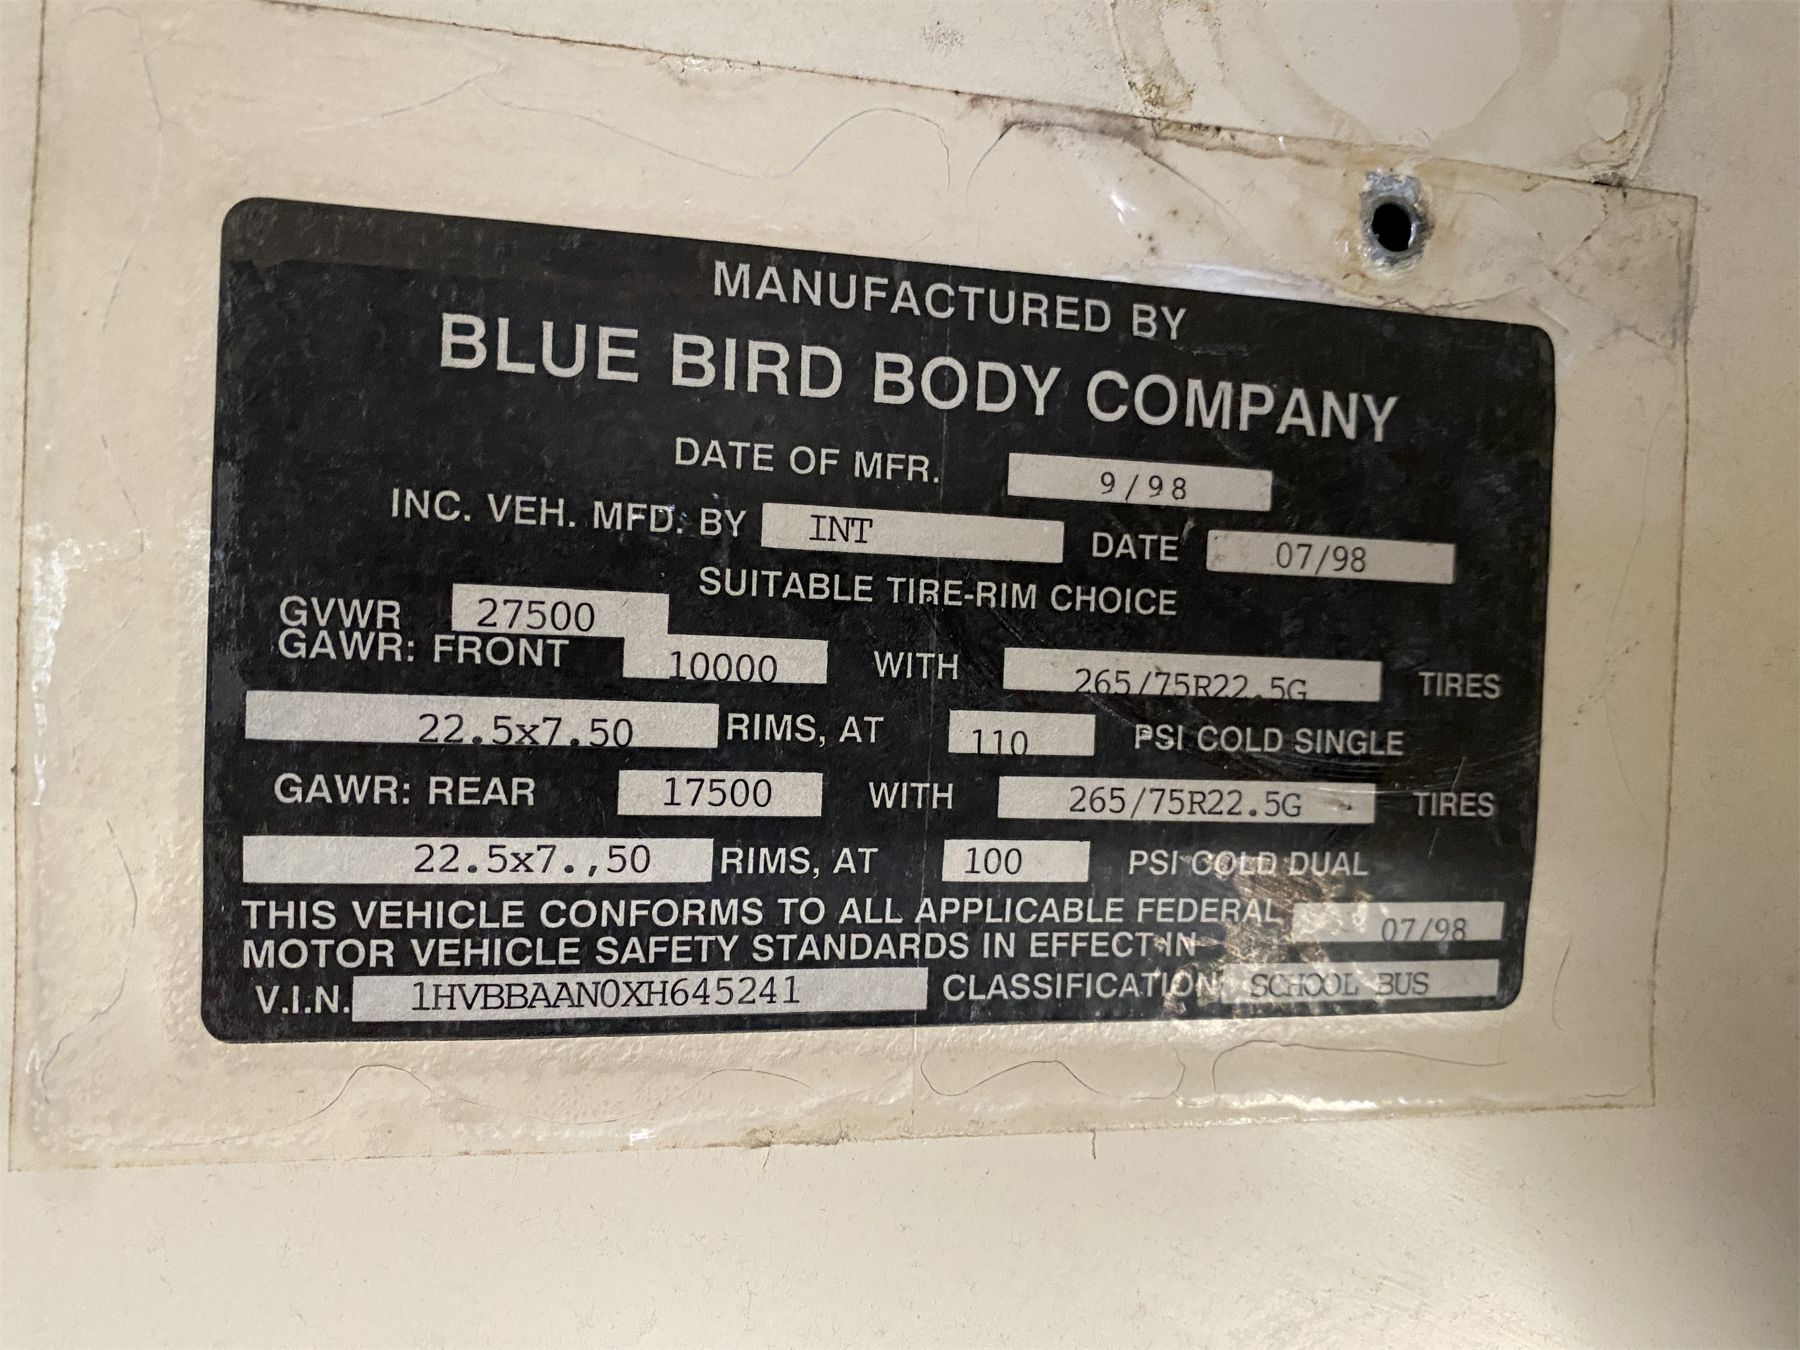 MANUFACTURED BY
BLUE BIRD BODY COMPANY
DATE OF MFR. 9/98
INC. VEH. MFD. BY INT DATE 07/98
SUITABLE TIRE-RIM CHOICE
GVWR 27500
GAWR: FRONT 10000 WITH 265/75R22.5G TIRES
22.5x7.50 RIMS, AT 110 PSI COLD SINGLE
GAWR: REAR 17500 WITH 265/75R22.5G TIRES
22.5x7.,50 RIMS, AT 100 PSI COLD DUAL
THIS VEHICLE CONFORMS TO ALL APPLICABLE FEDERAL
MOTOR VEHICLE SAFETY STANDARDS IN EFFECT IN 07/98
V.I.N. 1HVBBAAN0XH645241 CLASSIFICATION SCHOOL BUS